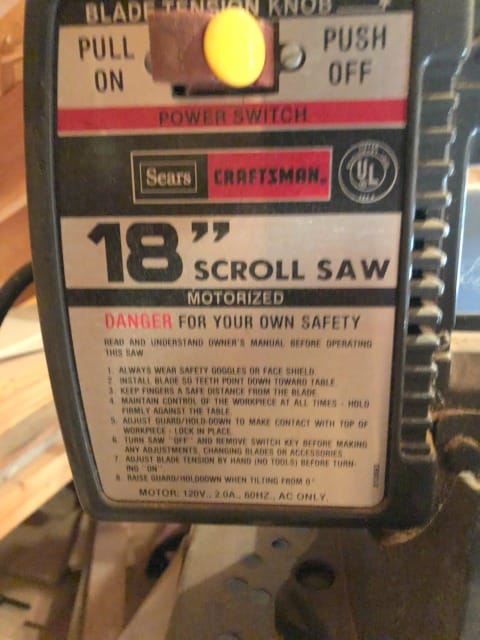 BLADE TENSION KNOB
PULL ON
PUSH OFF
POWER SWITCH
Sears CRAFTSMAN®
UL
18"
SCROLL SAW
MOTORIZED
DANGER FOR YOUR OWN SAFETY
READ AND UNDERSTAND OWNER'S MANUAL BEFORE OPERATING
THIS SAW
1. ALWAYS WEAR SAFETY GOGGLES OR FACE SHIELD.
2. INSTALL BLADE SO TEETH POINT DOWN TOWARD TABLE.
3. KEEP FINGERS A SAFE DISTANCE FROM THE BLADE.
4. MAINTAIN CONTROL OF THE WORKPIECE AT ALL TIMES - HOLD
FIRMLY AGAINST THE TABLE.
5. ADJUST GUARD/HOLD-DOWN TO MAKE CONTACT WITH TOP OF
WORKPIECE - LOCK IN PLACE.
6. TURN SAW "OFF" AND REMOVE SWITCH KEY BEFORE MAKING
ANY ADJUSTMENTS, CHANGING BLADES OR ACCESSORIES.
7. ADJUST BLADE TENSION BY HAND (NO TOOLS) BEFORE TURN-
ING "ON"
8. RAISE GUARD/HOLDDOWN WHEN TILTING FROM 0°
MOTOR: 120V., 2.0A., 60HZ., AC ONLY.